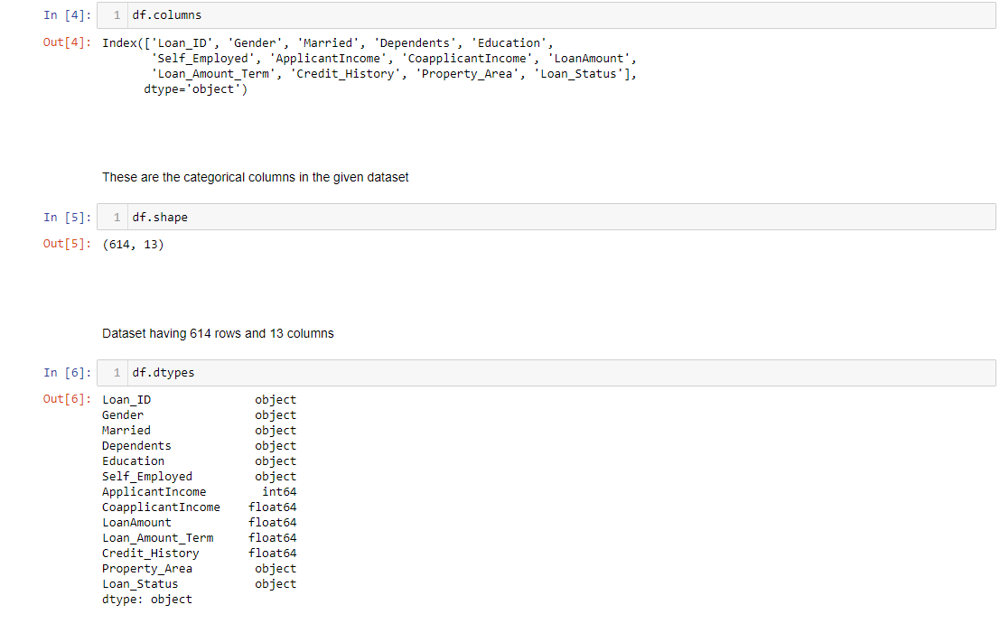 In [4]: 1 df.columns
Out[4]: Index(['Loan_ID', 'Gender', 'Married', 'Dependents', 'Education',
'Self_Employed', 'ApplicantIncome', 'CoapplicantIncome', 'LoanAmount',
'Loan_Amount_Term', 'Credit_History', 'Property_Area', 'Loan_Status'],
dtype='object')
These are the categorical columns in the given dataset
In [5]: 1 df.shape
Out[5]: (614, 13)
Dataset having 614 rows and 13 columns
In [6]: 1 df.dtypes
Out[6]: Loan_ID object
Gender object
Married object
Dependents object
Education object
Self_Employed object
ApplicantIncome int64
CoapplicantIncome float64
LoanAmount float64
Loan_Amount_Term float64
Credit_History float64
Property_Area object
Loan_Status object
dtype: object